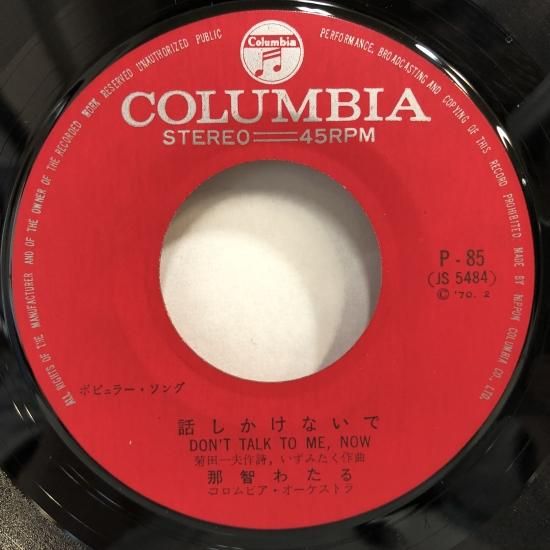 ALL RIGHTS OF THE MANUFACTURER AND OF THE OWNER OF THE RECORDED WORK RESERVED UNAUTHORIZED PUBLIC PERFORMANCE, BROADCASTING AND COPYING OF THIS RECORD PROHIBITED MADE BY NIPPON COLUMBIA CO., LTD.
Columbia
COLUMBIA
STEREO 45RPM
P-85
(JS 5484)
© '70. 2
ポピュラー・ソング
話しかけないで
DON'T TALK TO ME, NOW
菊田一夫作詩, いずみたく作曲
那智わたる
コロムビア・オーケストラ